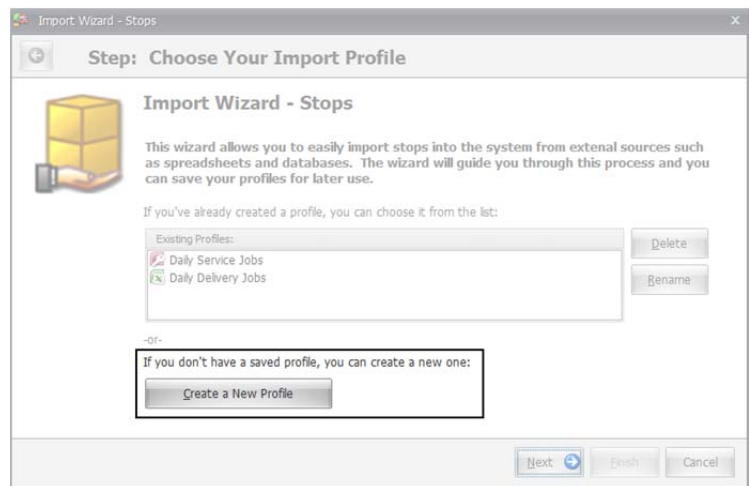 Import Wizard - Stops
x
Step: Choose Your Import Profile
Import Wizard - Stops
This wizard allows you to easily import stops into the system from extenal sources such
as spreadsheets and databases. The wizard will guide you through this process and you
can save your profiles for later use.
If you've already created a profile, you can choose it from the list:
Existing Profiles:
Delete
Daily Service Jobs
Daily Delivery Jobs
Rename
-or-
If you don't have a saved profile, you can create a new one:
Create a New Profile
Next
Finish
Cancel